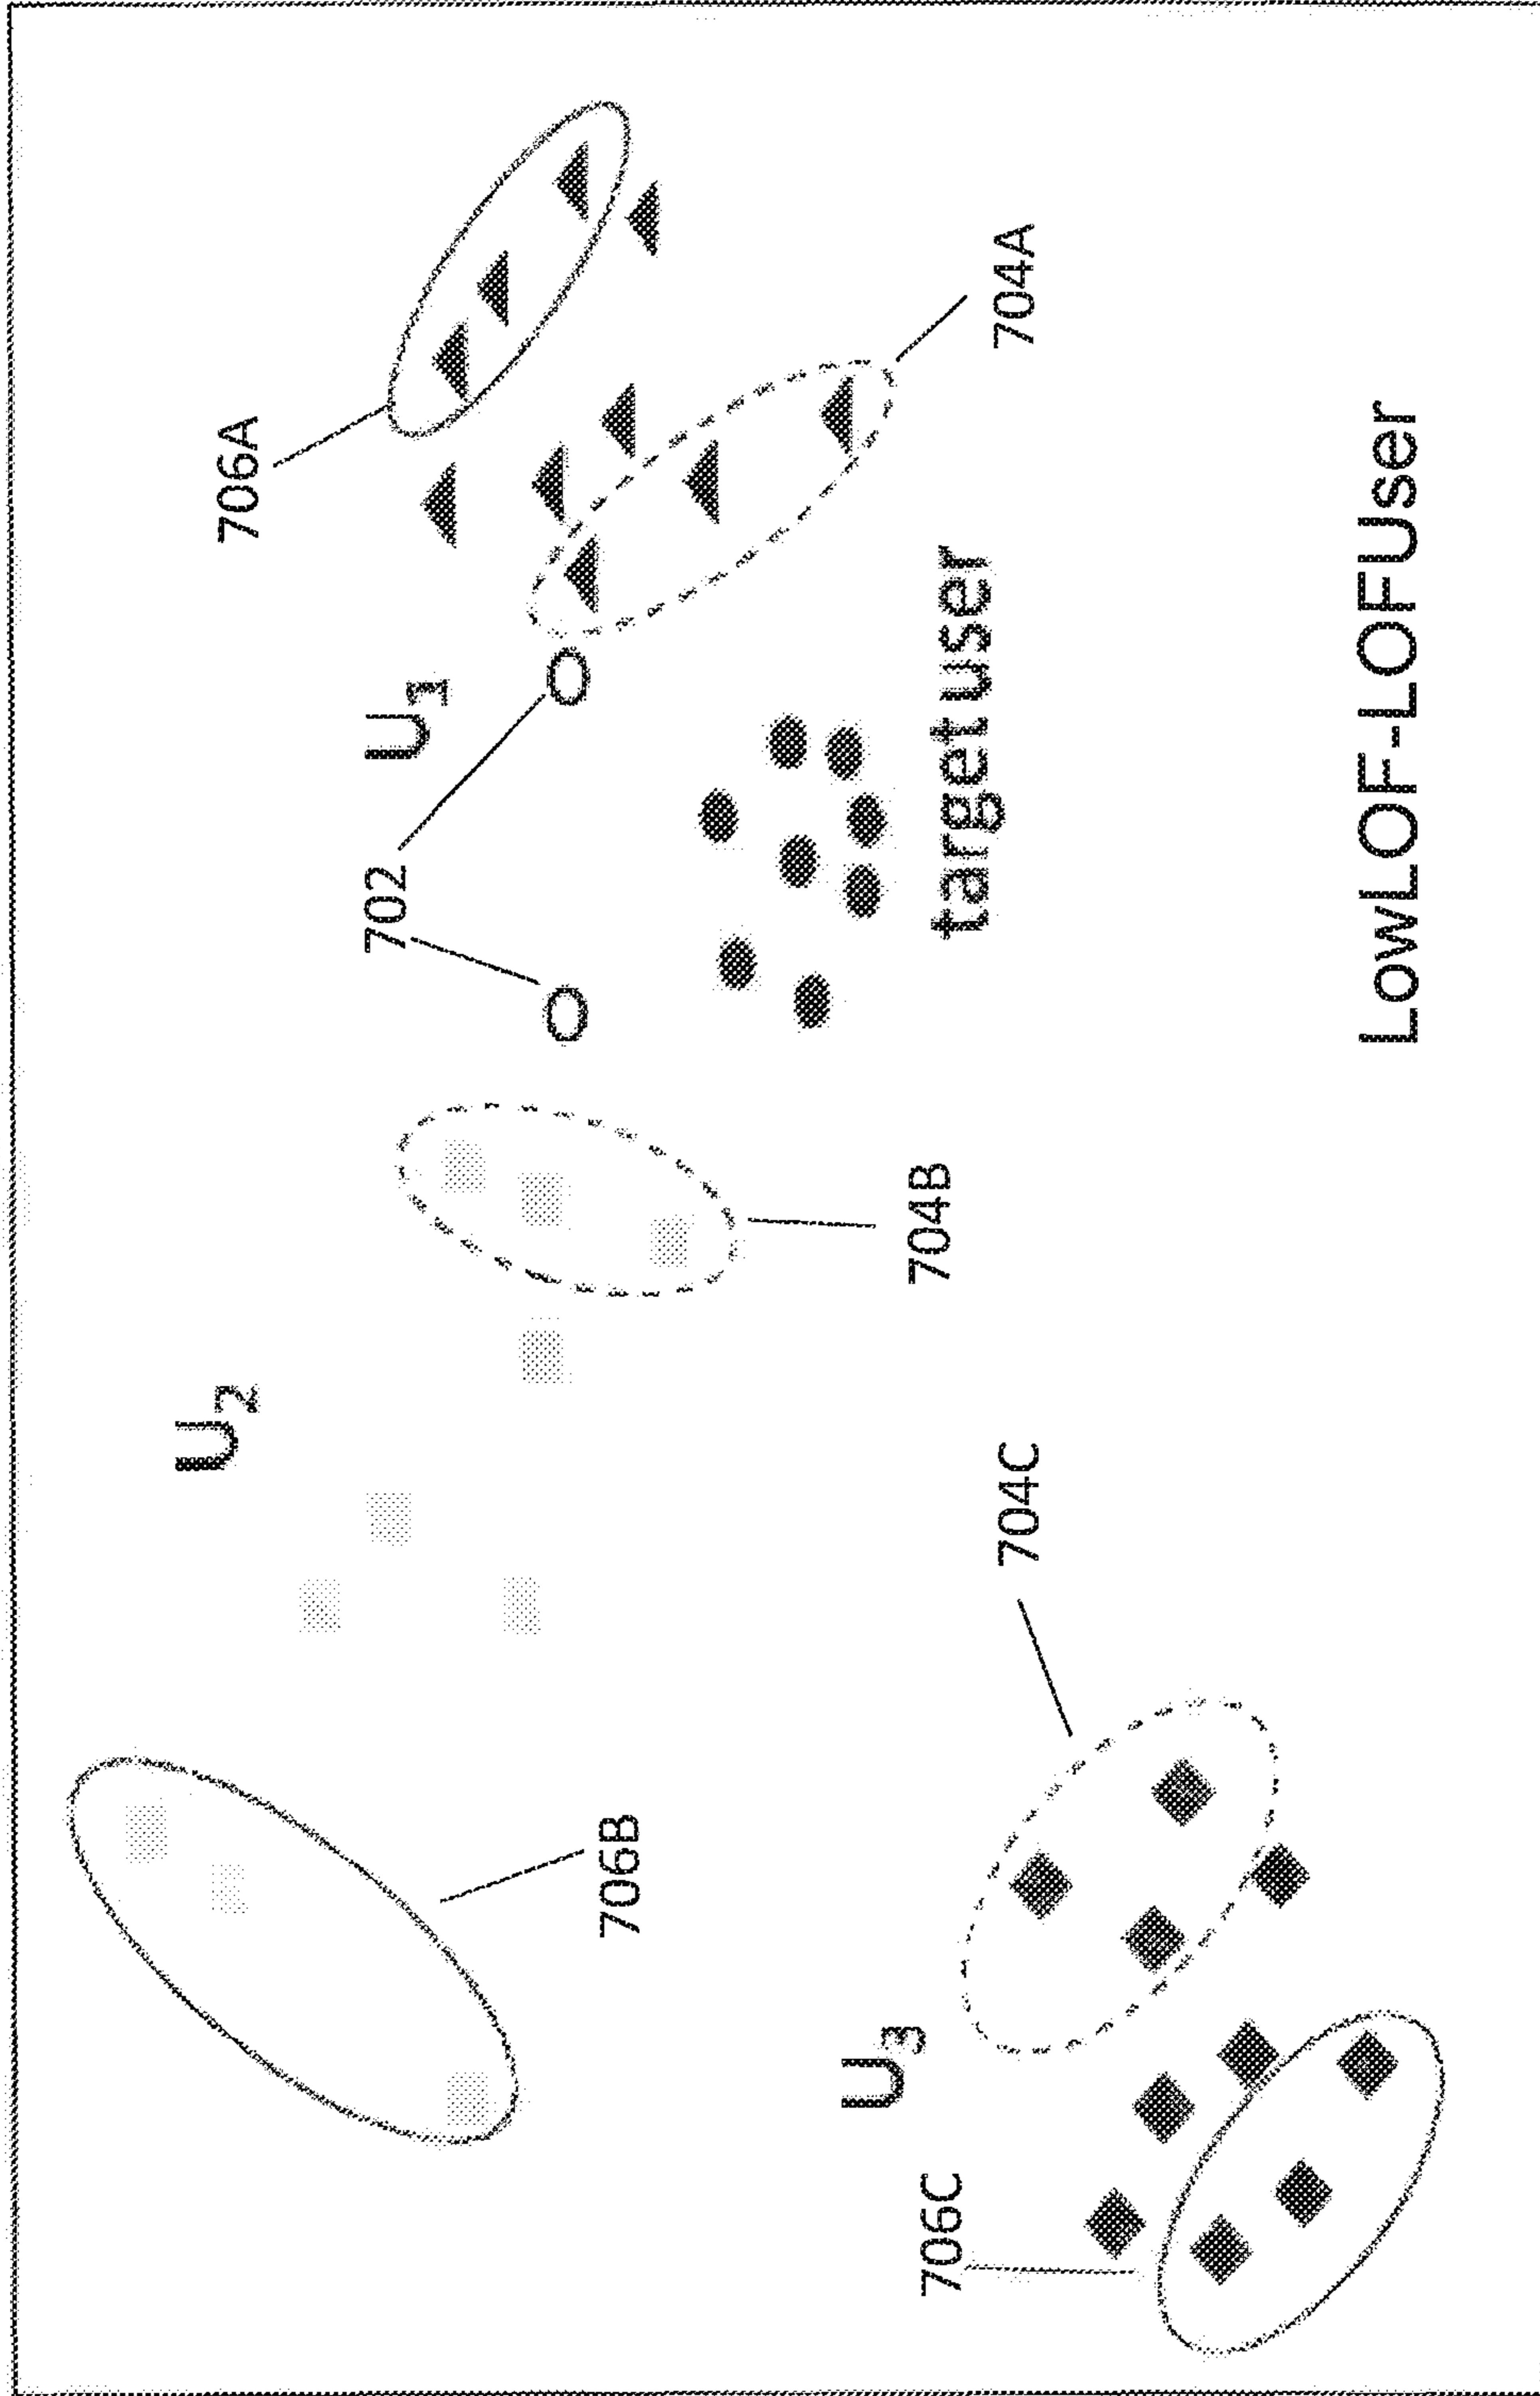 706B
U2
706C
U3
704C
704B
702
U1
706A
target user
704A
LowLOF-LOFUser